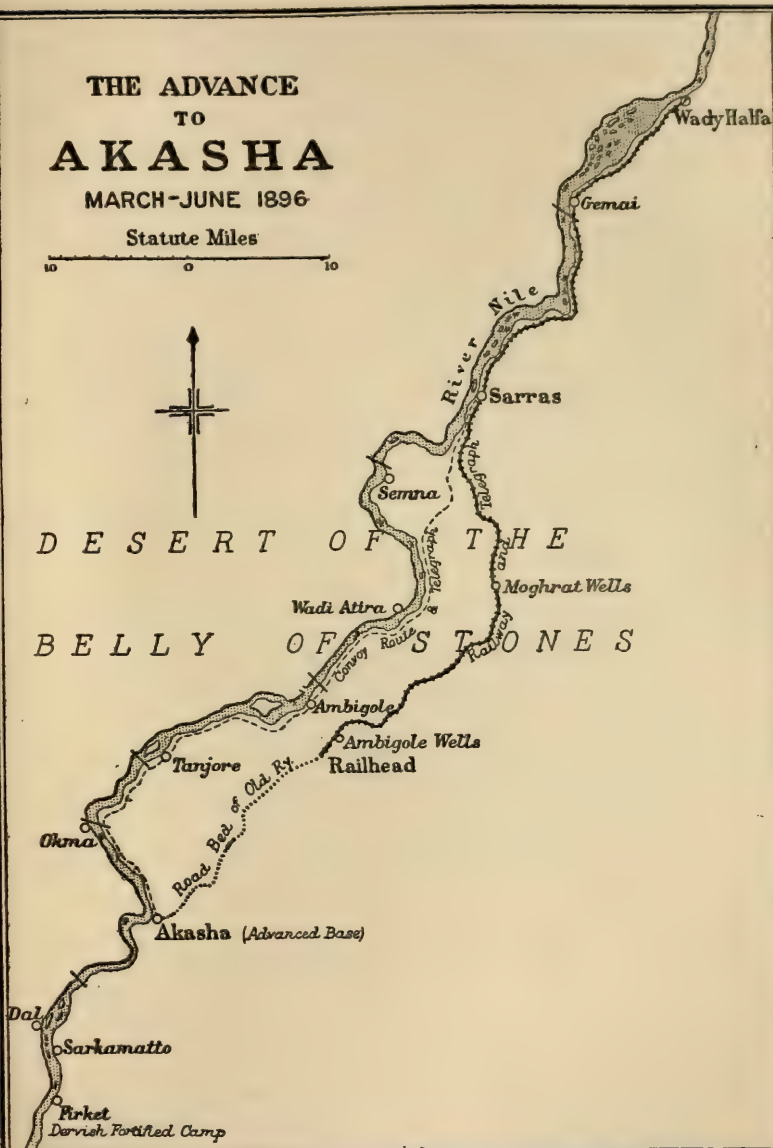 THE ADVANCE
TO
AKASHA
MARCH-JUNE 1896
Statute Miles
10 0 10
Wady Halfa
Gemai
River Nile
Sarras
Telegraph
Semna
DESERT OF THE
and
& Telegraph
Moghrat Wells
Wadi Atira
Railway
BELLY OF STONES
Convoy Route
Ambigole
Ambigole Wells
Tanjore
Railhead
Road Bed of Old Ry.
Okma
Akasha (Advanced Base)
Dal
Sarkamatto
Firket
Dervish Fortified Camp